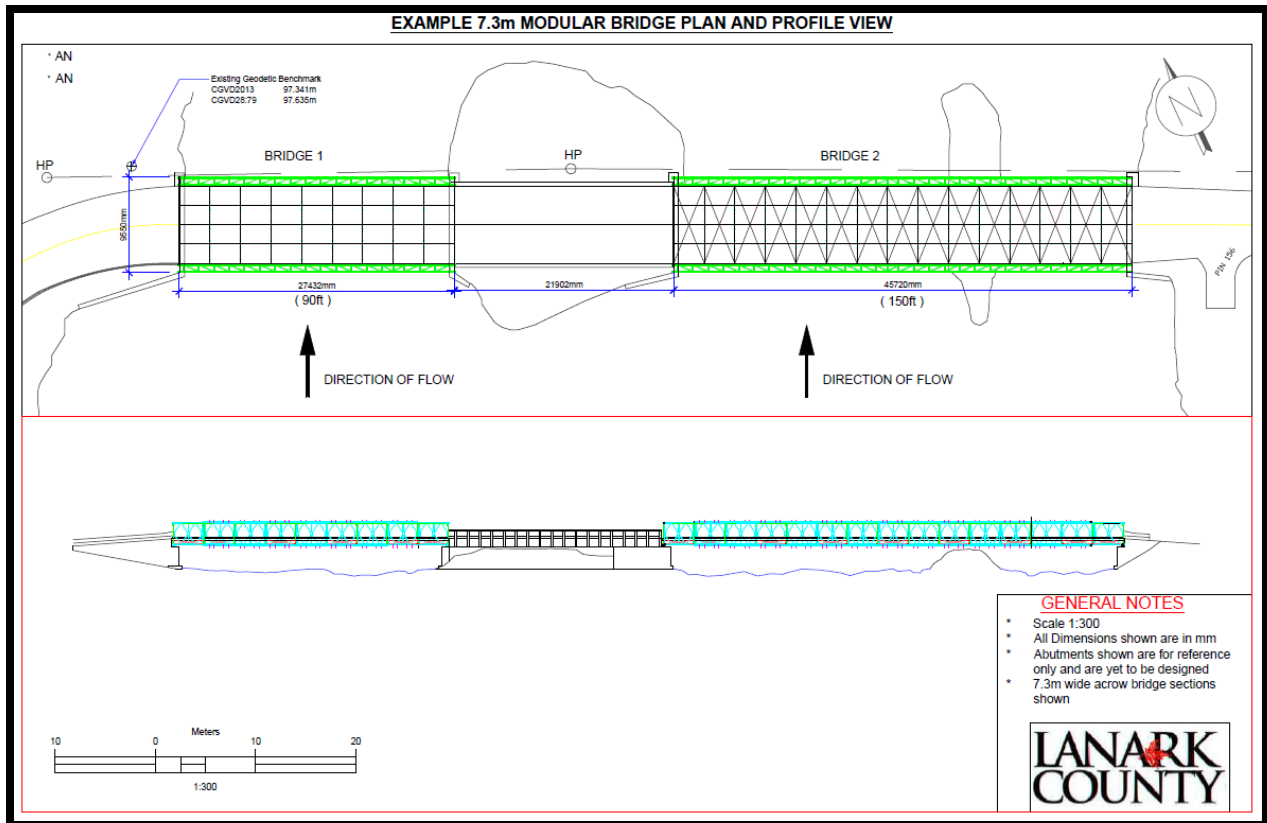 EXAMPLE 7.3m MODULAR BRIDGE PLAN AND PROFILE VIEW
* AN
* AN
Existing Geodetic Benchmark
CGVD2013 97.341m
CGVD28:79 97.635m
N
HP
BRIDGE 1
HP
BRIDGE 2
9550mm
PIN 156
27432mm
(90ft)
21902mm
45720mm
(150ft)
DIRECTION OF FLOW
DIRECTION OF FLOW
GENERAL NOTES
* Scale 1:300
* All Dimensions shown are in mm
* Abutments shown are for reference
only and are yet to be designed
* 7.3m wide acrow bridge sections
shown
Meters
10 0 10 20
1:300
LANARK
COUNTY